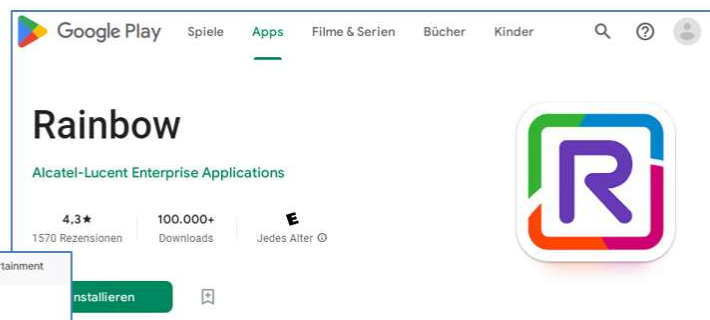 Google Play Spiele Apps Filme & Serien Bücher Kinder
Rainbow
Alcatel-Lucent Enterprise Applications
4,3★ 100.000+ E
1570 Rezensionen Downloads Jedes Alter
rtainment
nstallieren
R